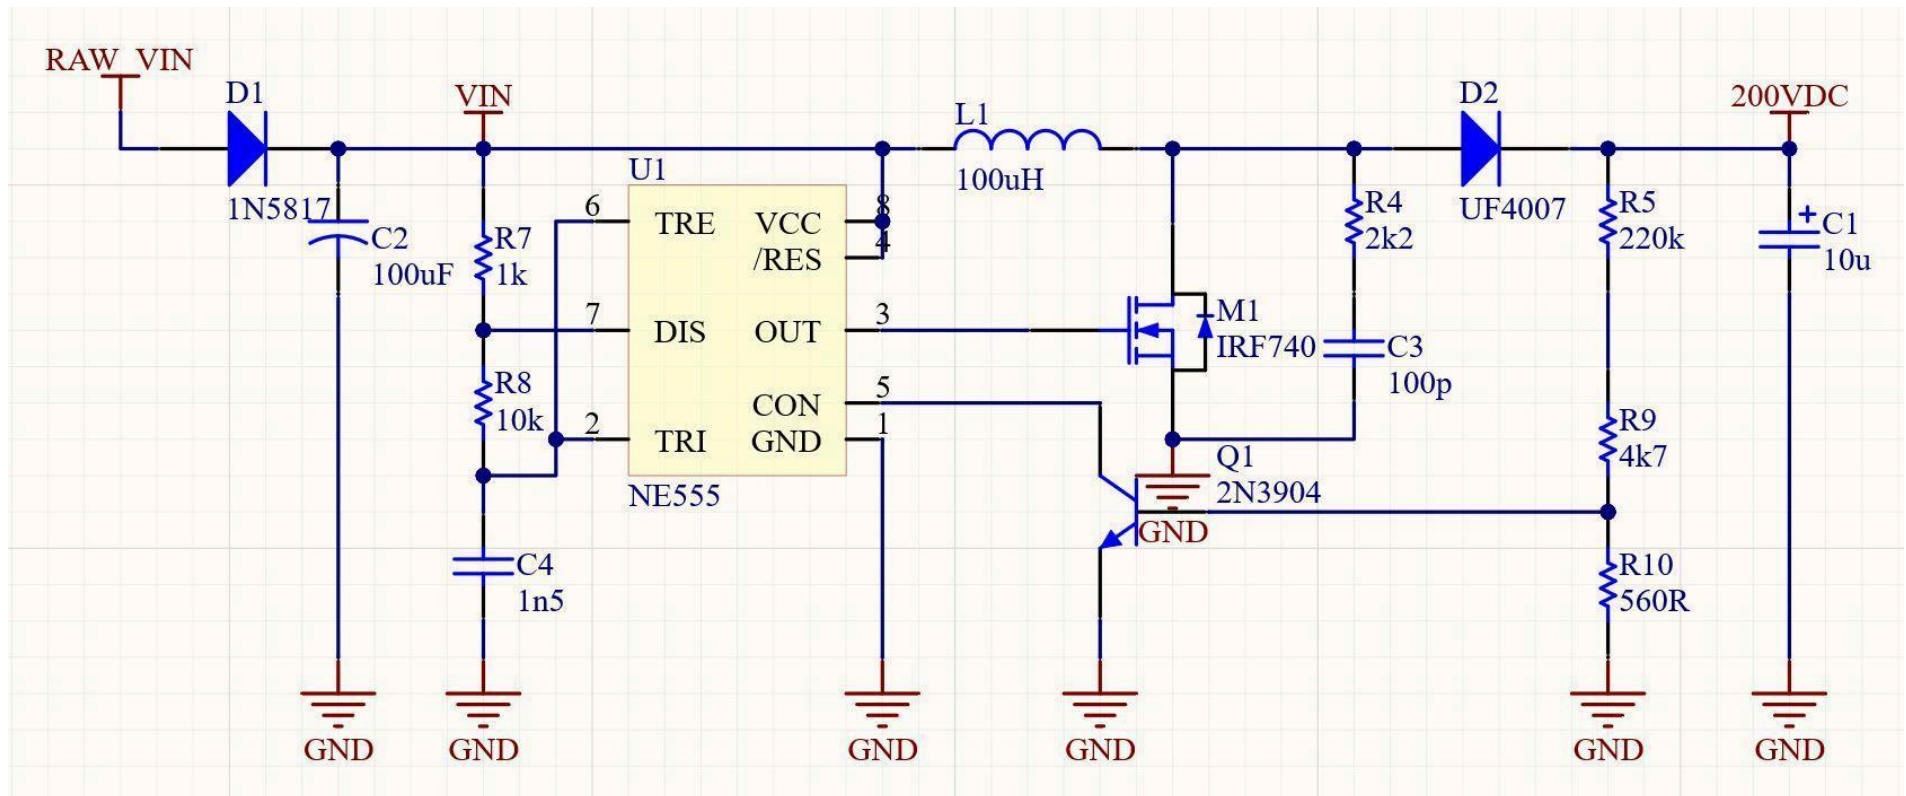 RAW_VIN
D1
1N5817
VIN
C2
100uF
R7
1k
R8
10k
C4
1n5
U1
6
TRE
VCC
8
/RES
4
7
DIS
OUT
3
CON
5
2
TRI
GND
1
NE555
L1
100uH
M1
IRF740
Q1
2N3904
GND
R4
2k2
C3
100p
D2
UF4007
R5
220k
R9
4k7
R10
560R
200VDC
+
C1
10u
GND
GND
GND
GND
GND
GND